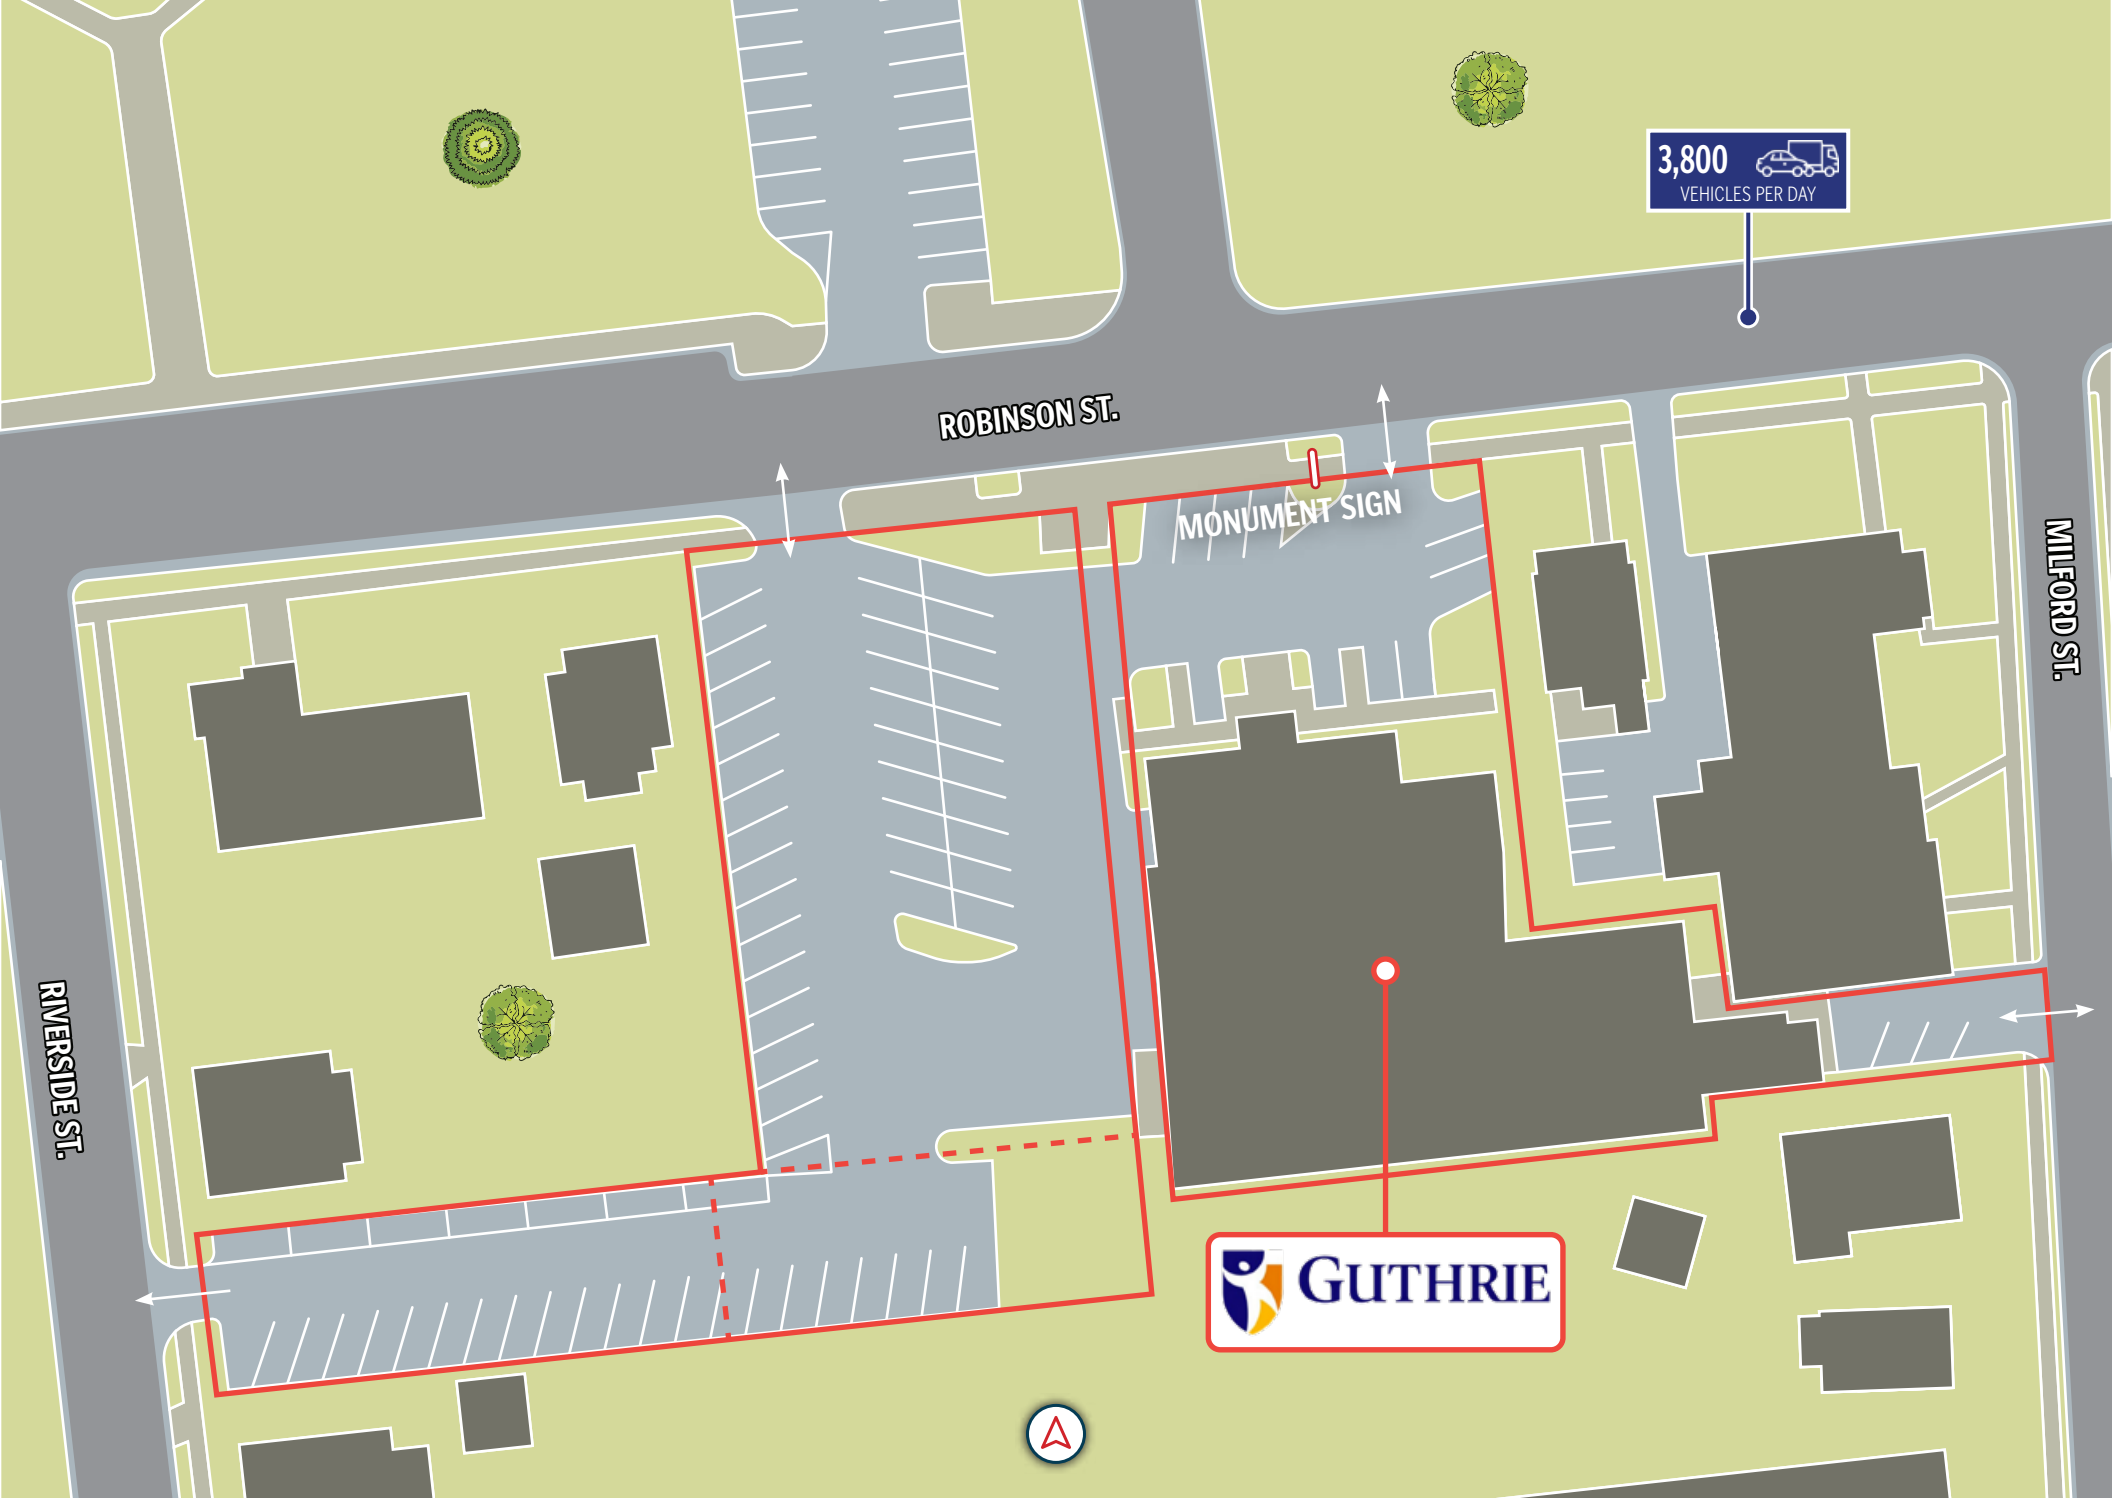 3,800
VEHICLES PER DAY
ROBINSON ST.
MONUMENT SIGN
MILFORD ST.
RIVERSIDE ST.
GUTHRIE